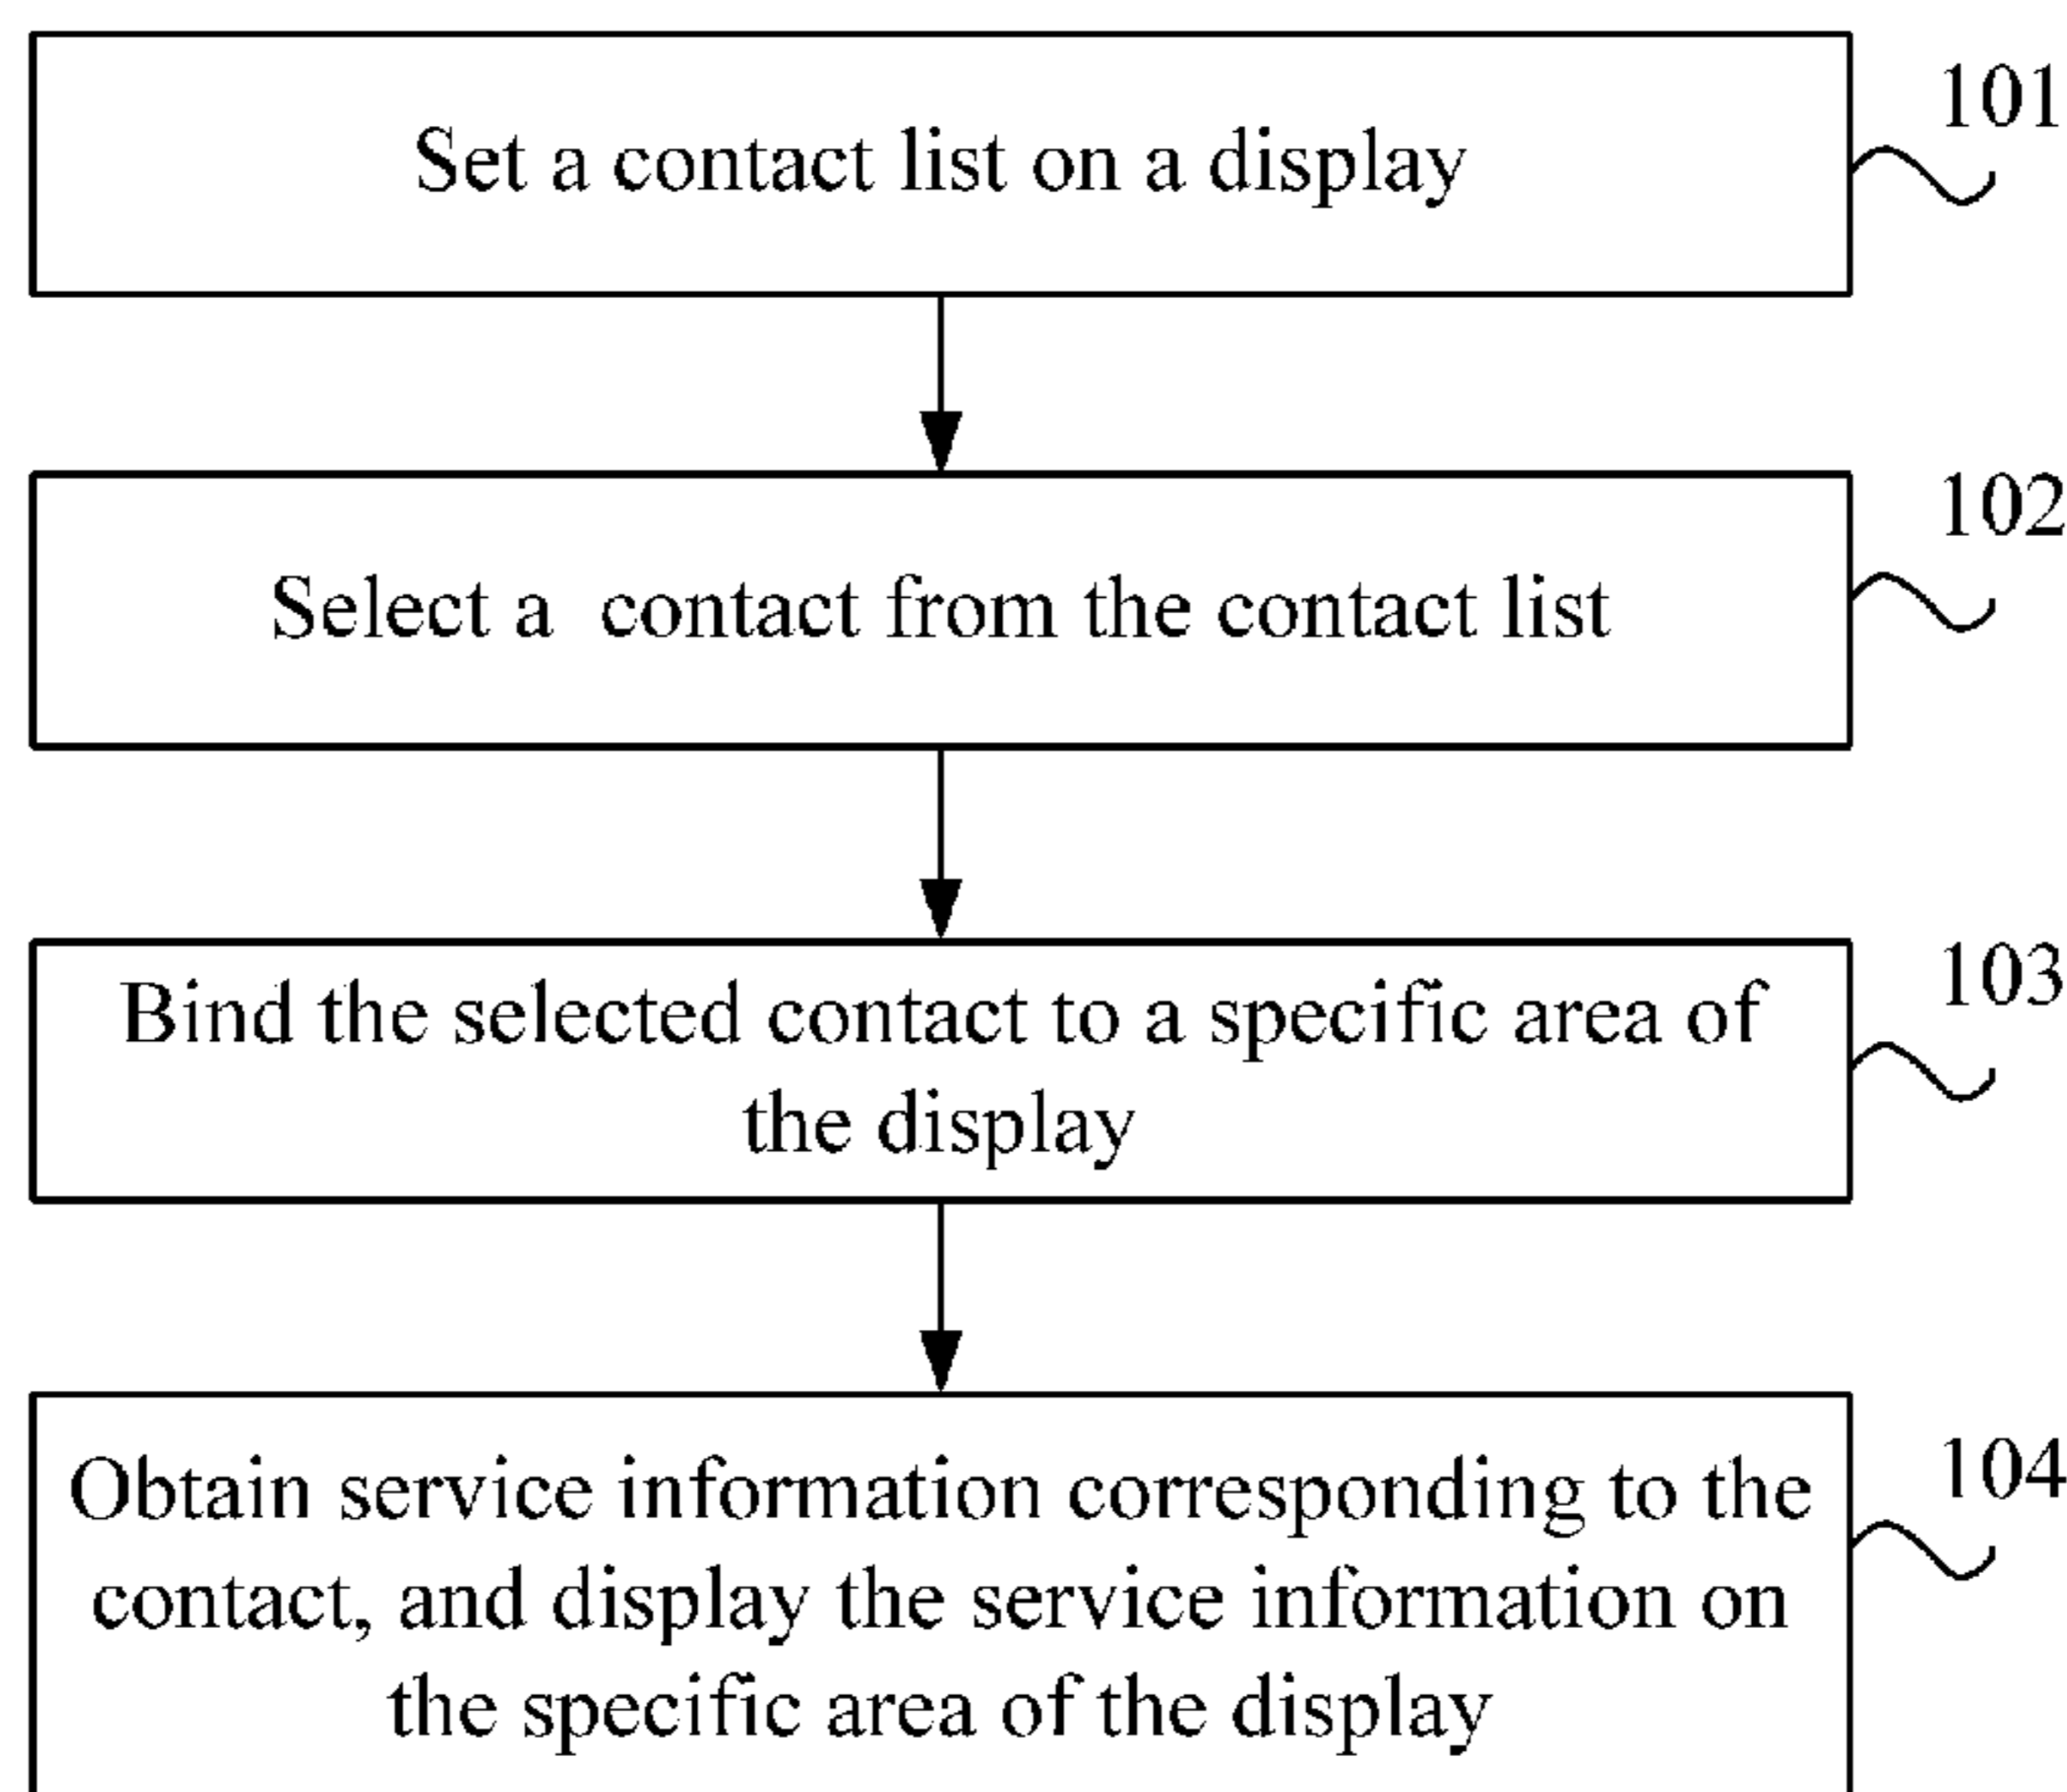 Set a contact list on a display
101
Select a contact from the contact list
102
Bind the selected contact to a specific area of
the display
103
Obtain service information corresponding to the
contact, and display the service information on
the specific area of the display
104